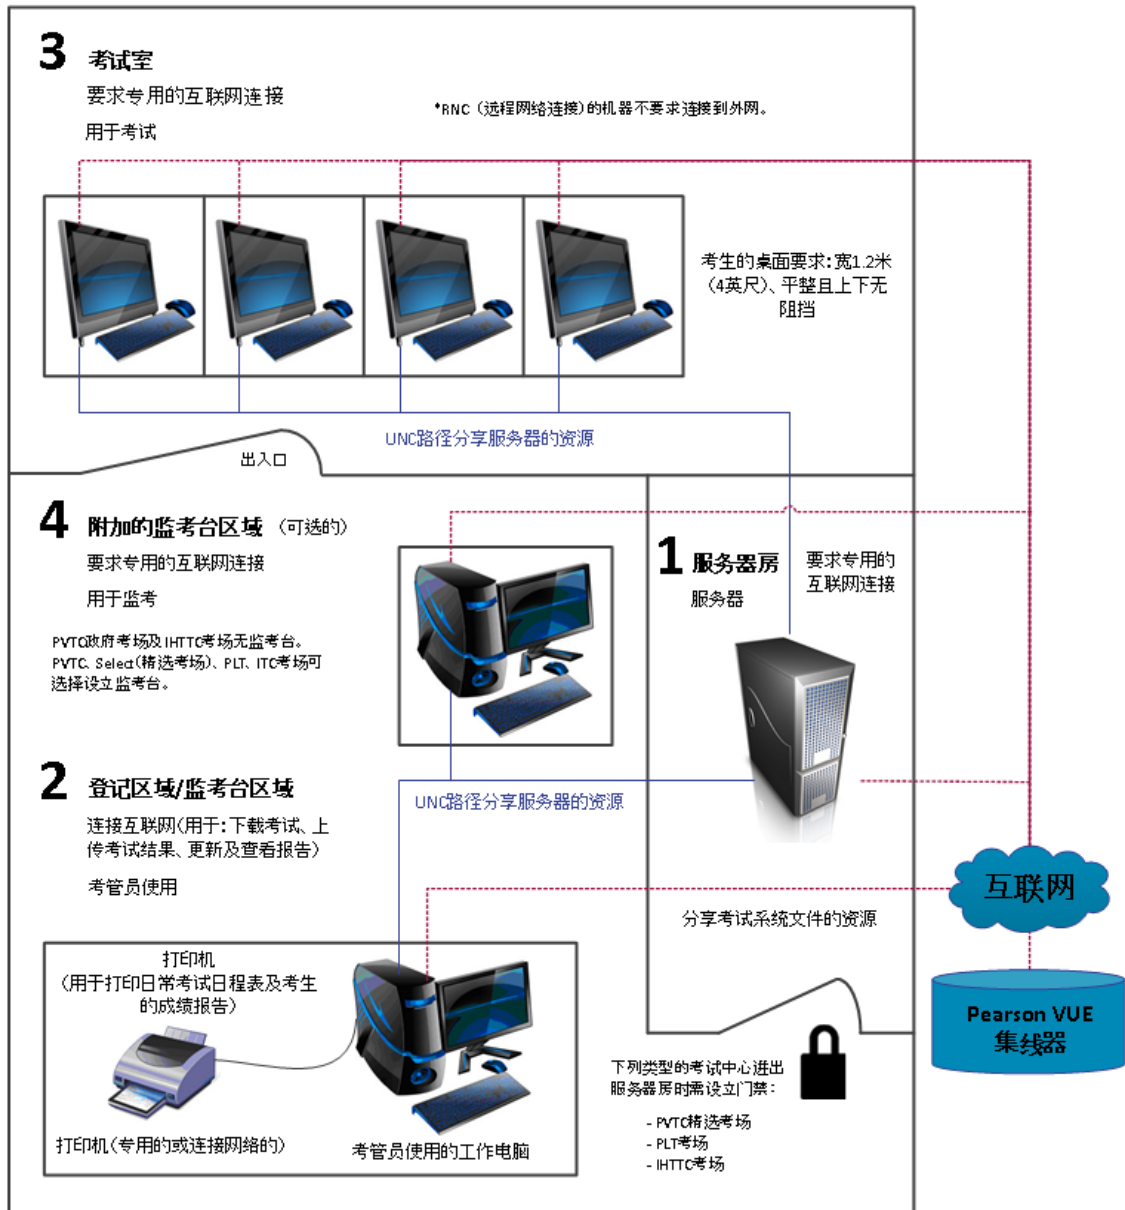 3 考试室
要求专用的互联网连接
用于考试
*RNC（远程网络连接）的机器不要求连接到外网。
考生的桌面要求：宽1.2米
（4英尺）、平整且上下无
阻挡
UNC路径分享服务器的资源
出入口
4 附加的监考台区域 （可选的）
要求专用的互联网连接
用于监考
PVTC政府考场及IHTTC考场无监考台。
PVTC、Select(精选考场)、PLT、ITC考场可
选择设立监考台。
1 服务器房
服务器
要求专用的
互联网连接
2 登记区域/监考台区域
连接互联网（用于：下载考试、上
传考试结果、更新及查看报告）
考管员使用
UNC路径分享服务器的资源
互联网
分享考试系统文件的资源
打印机
（用于打印日常考试日程表及考生
的成绩报告）
打印机（专用的或连接网络的）
考管员使用的工作电脑
Pearson VUE
集线器
下列类型的考试中心进出
服务器房时需设立门禁：
- PVTC精选考场
- PLT考场
- IHTTC考场